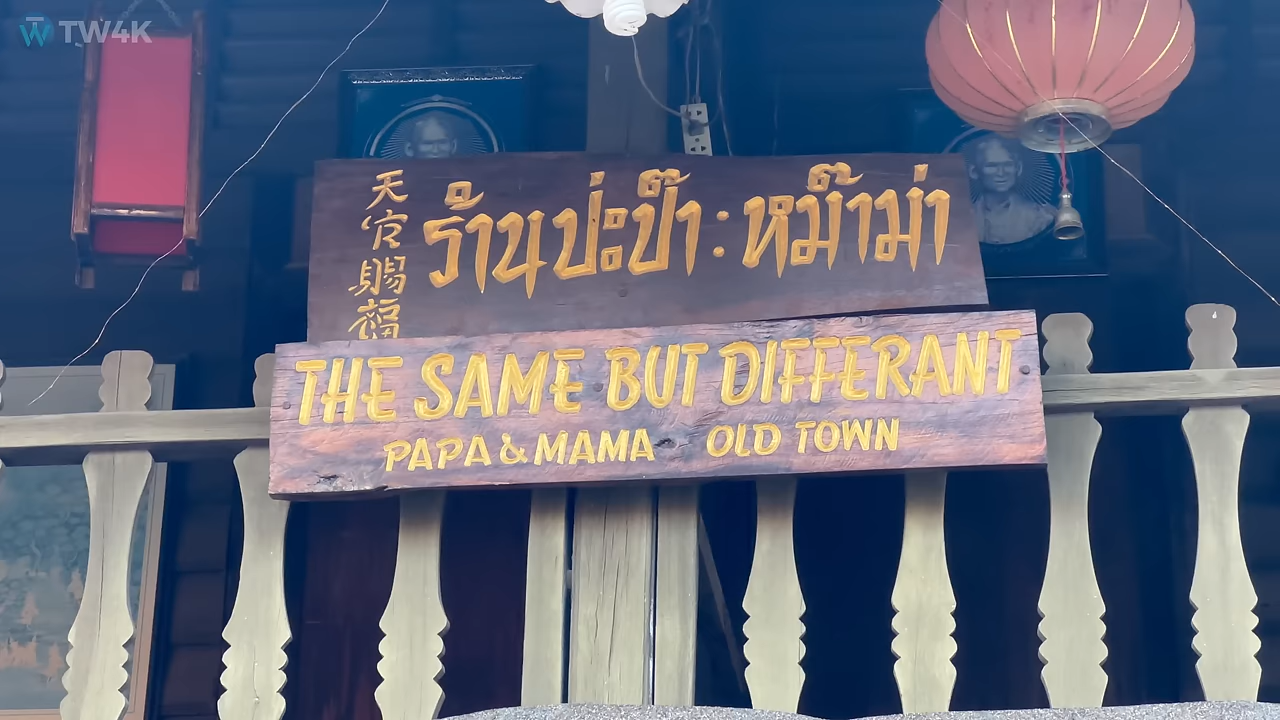 TW4K
天官賜福
ร้านป่ะป๊า : หม๊าม่า
THE SAME BUT DIFFERANT
PAPA & MAMA OLD TOWN